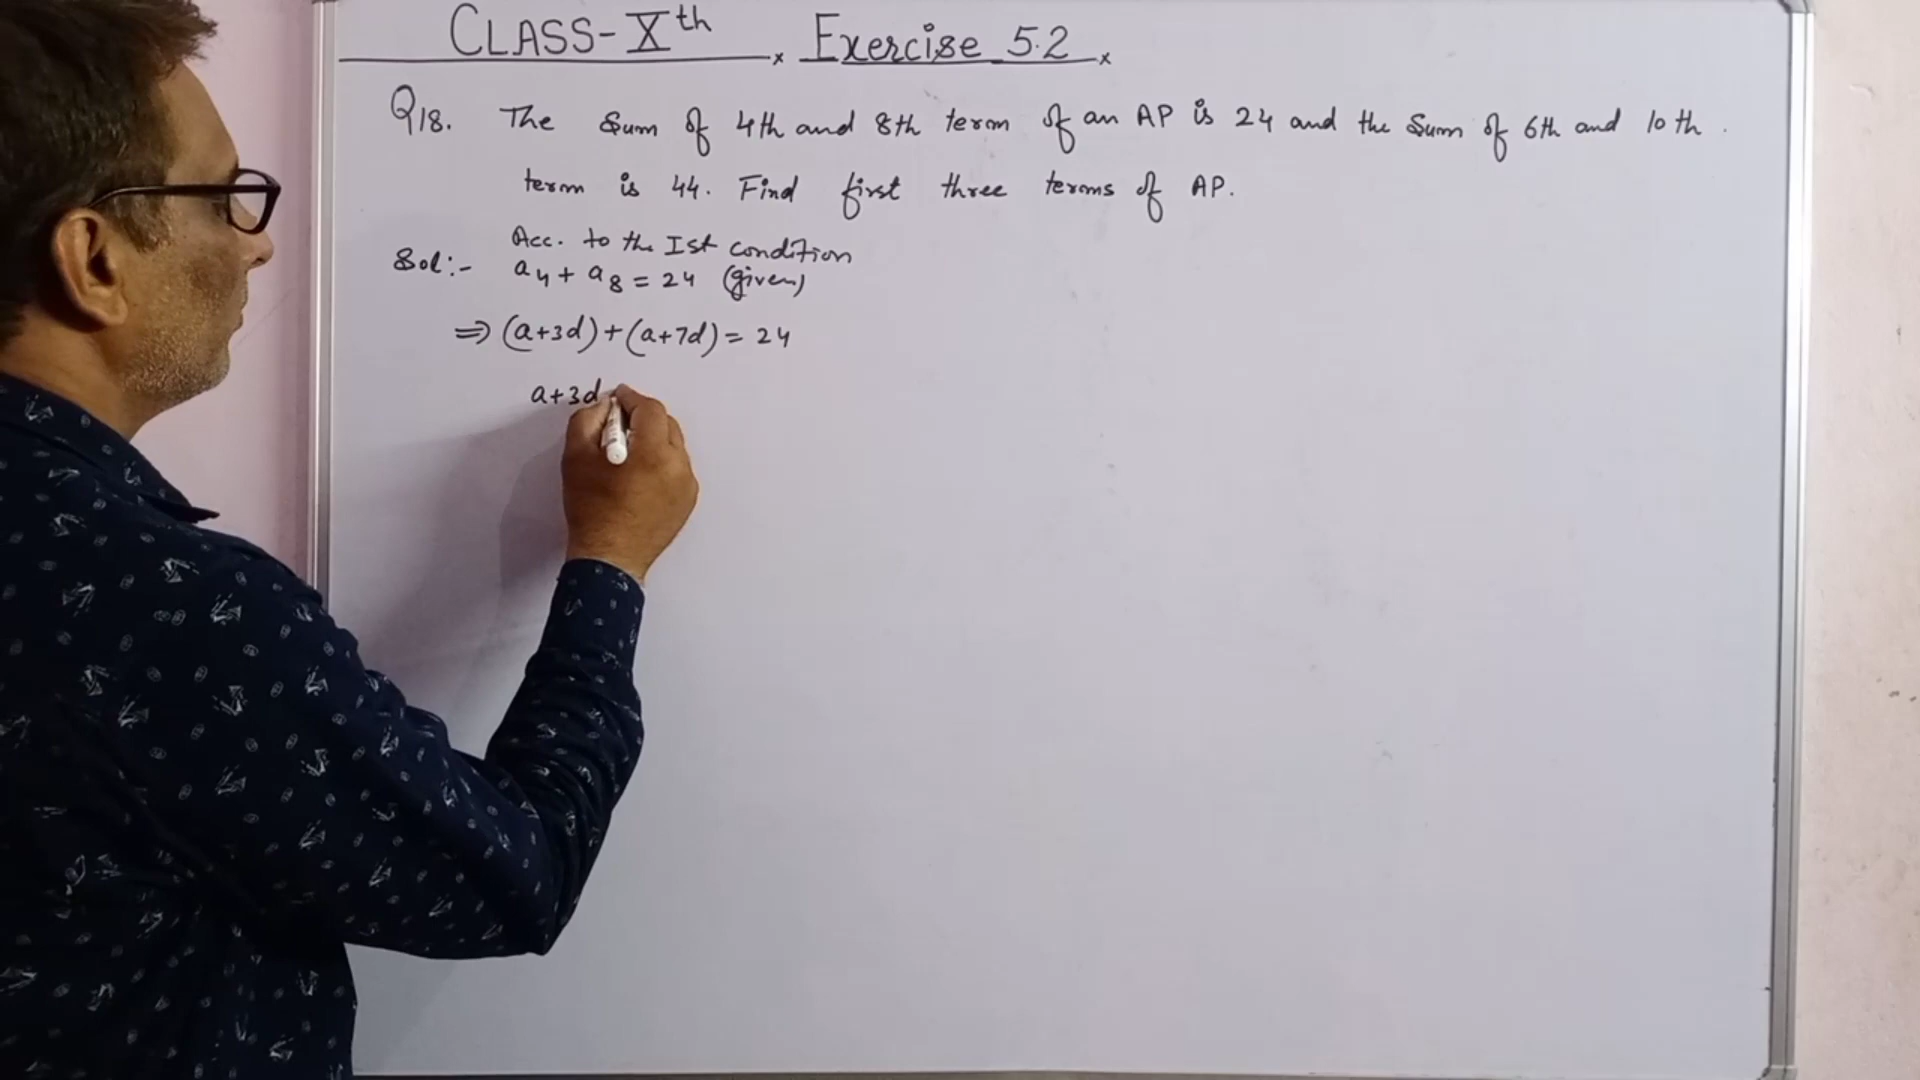 CLASS-Xth Exercise 5.2
Q18. The sum of 4th and 8th term of an AP is 24 and the sum of 6th and 10th
term is 44. Find first three terms of AP.
Acc. to the Ist condition
Sol:- a₄ + a₈ = 24 (given)
⇒ (a+3d)+(a+7d) = 24
a+3d